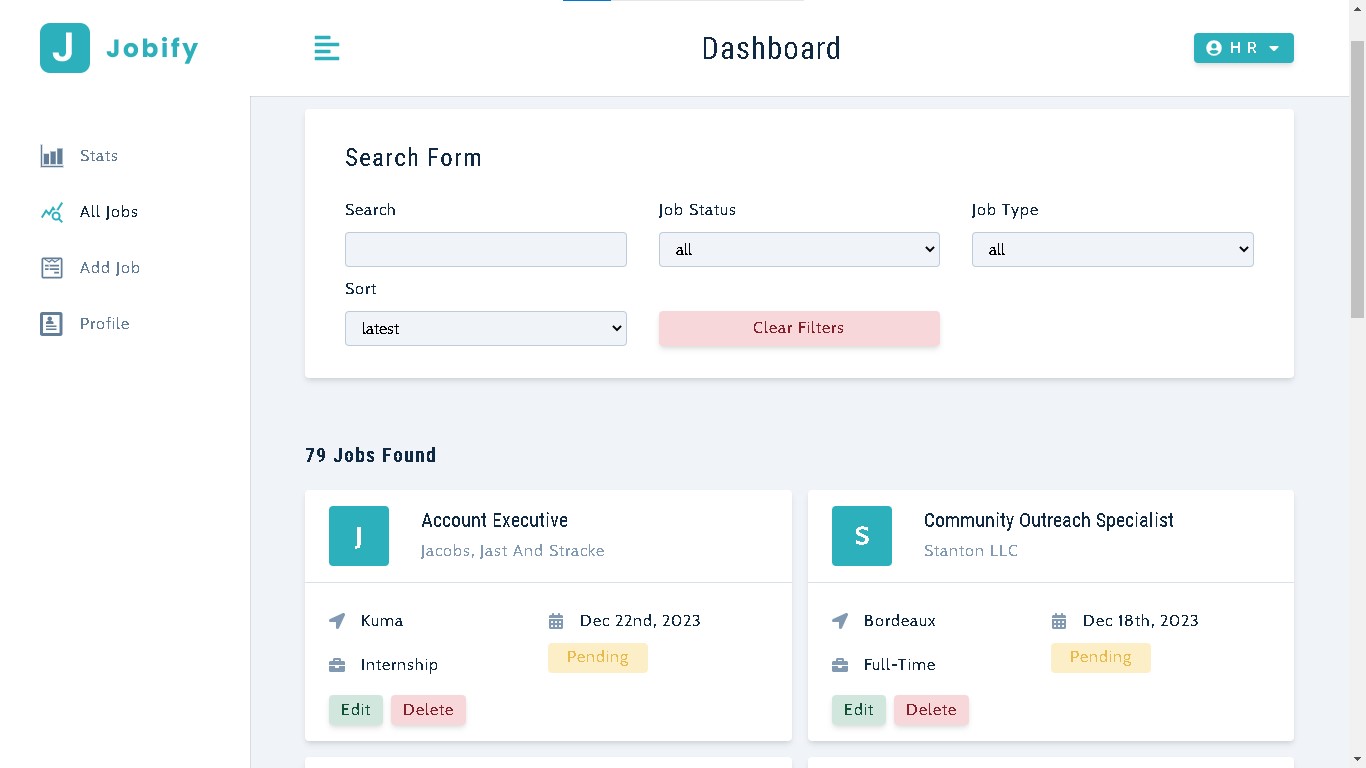 J Jobify
Dashboard
H R
Stats
All Jobs
Add Job
Profile
Search Form
Search
Job Status
Job Type
all
all
Sort
latest
Clear Filters
79 Jobs Found
J
Account Executive
Jacobs, Jast And Stracke
Kuma
Dec 22nd, 2023
Internship
Pending
Edit
Delete
S
Community Outreach Specialist
Stanton LLC
Bordeaux
Dec 18th, 2023
Full-Time
Pending
Edit
Delete